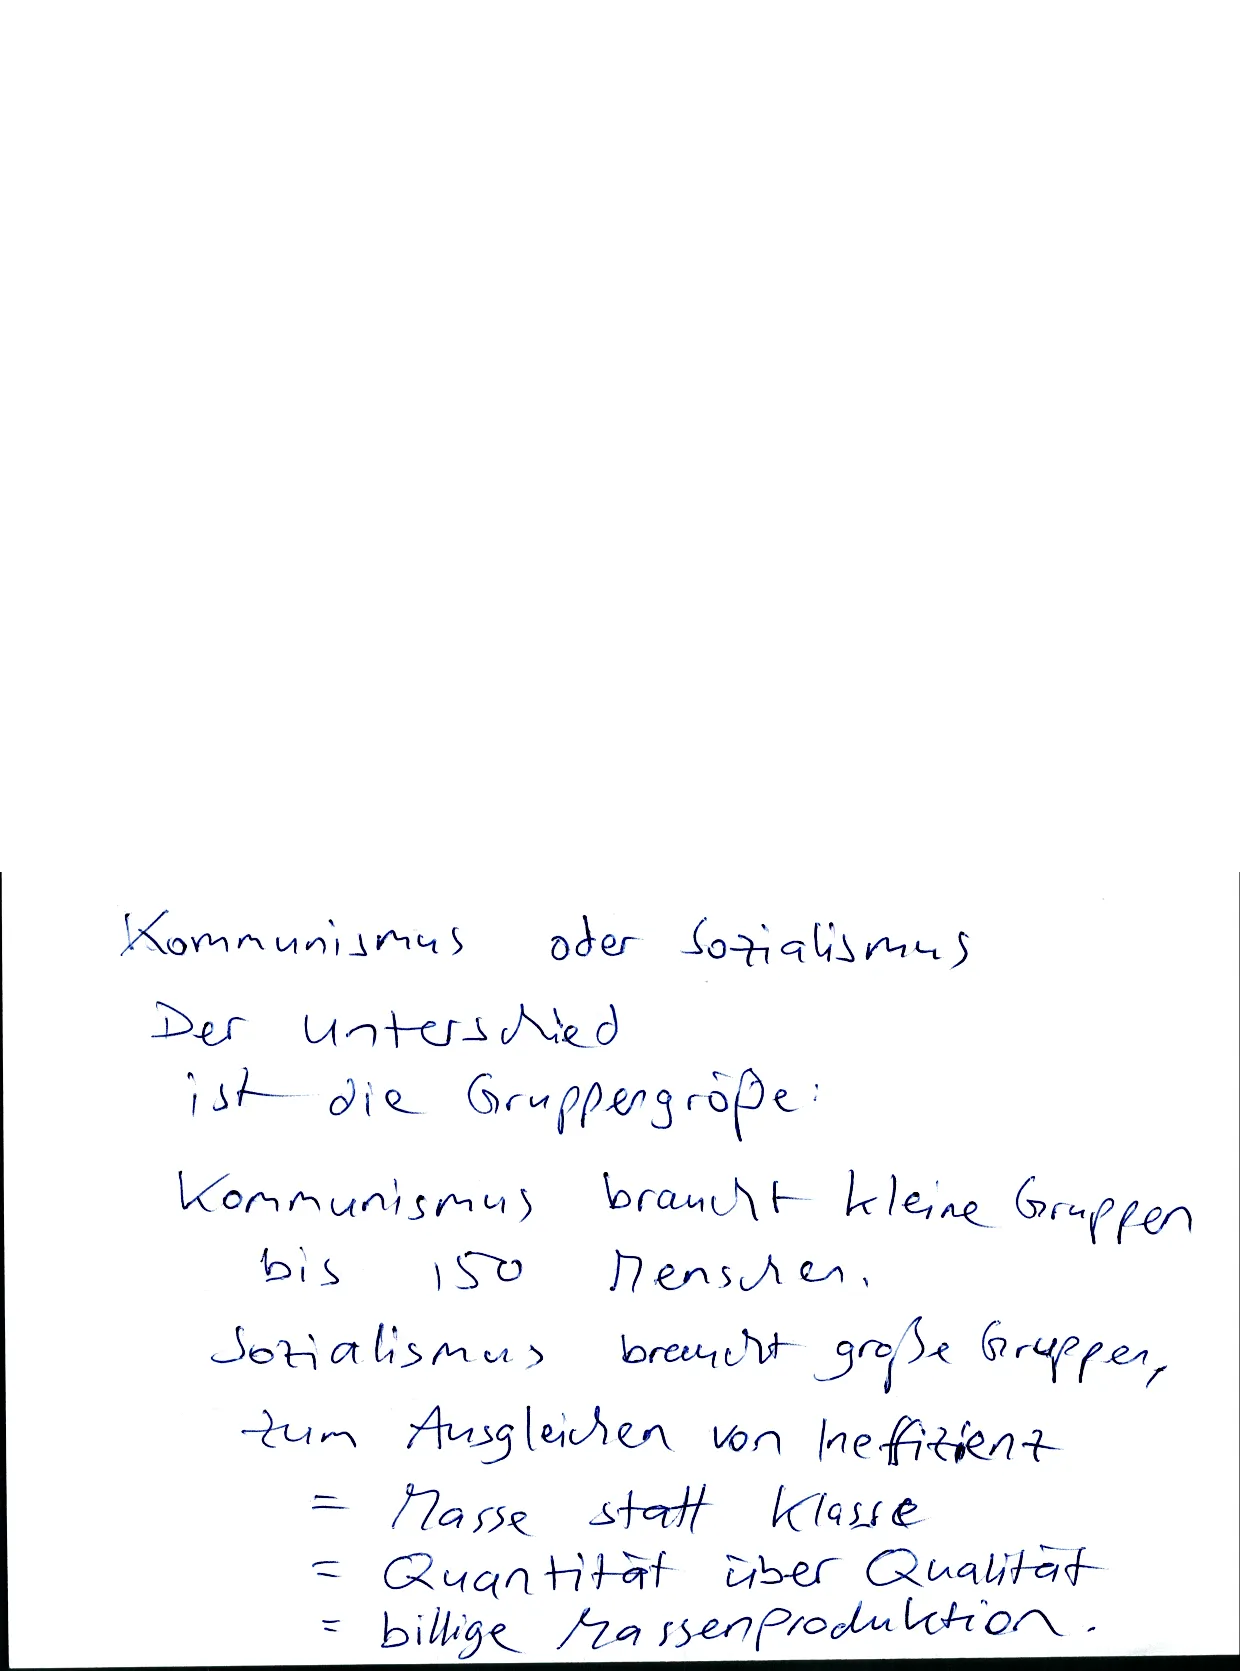 Kommunismus oder Sozialismus
Der Unterschied
ist die Gruppengröße:
Kommunismus braucht kleine Gruppen
bis 150 Menschen.
Sozialismus braucht große Gruppen,
zum Ausgleichen von Ineffizienz
= Masse statt Klasse
= Quantität über Qualität
= billige Massenproduktion.